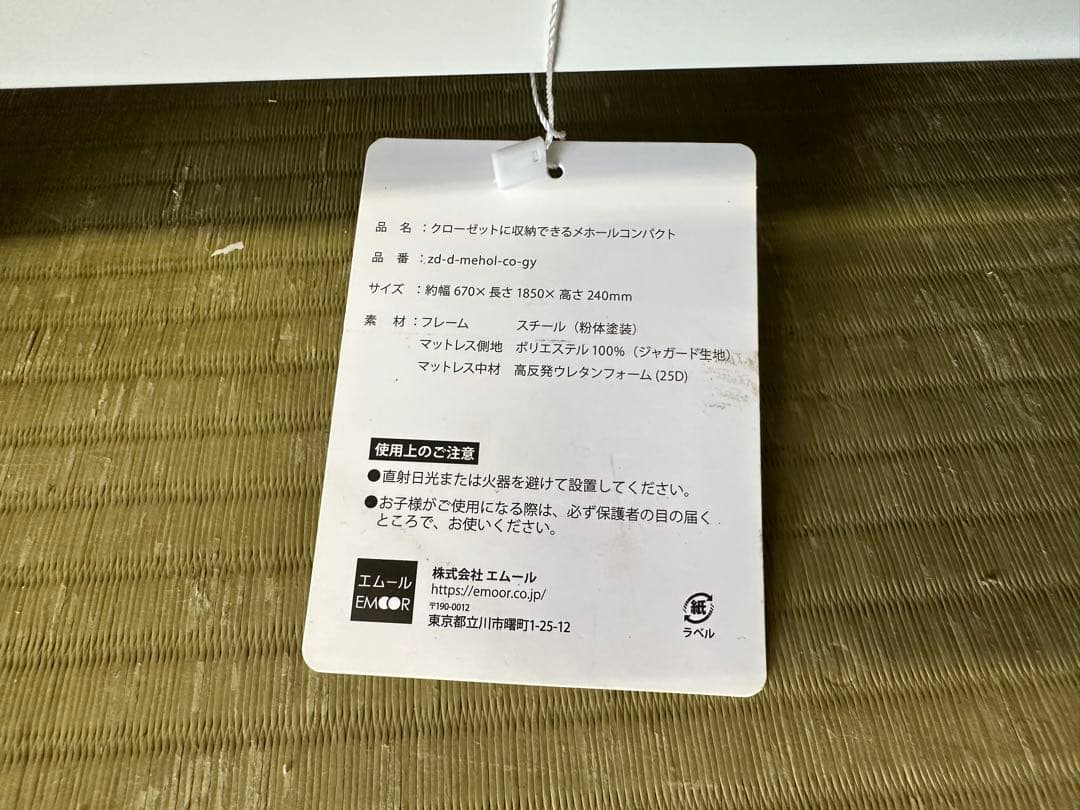 品 名 ：クローゼットに収納できるメホールコンパクト
品 番 ：zd-d-mehol-co-gy
サイズ ：約幅 670× 長さ 1850× 高さ 240mm
素 材：フレーム スチール（粉体塗装）
マットレス側地 ポリエステル 100%（ジャガード生地）
マットレス中材 高反発ウレタンフォーム (25D)
使用上のご注意
●直射日光または火器を避けて設置してください。
●お子様がご使用になる際は、必ず保護者の目の届く
ところで、お使いください。
エムール
EMOOR
株式会社 エムール
https://emoor.co.jp/
〒190-0012
東京都立川市曙町1-25-12
紙
ラベル